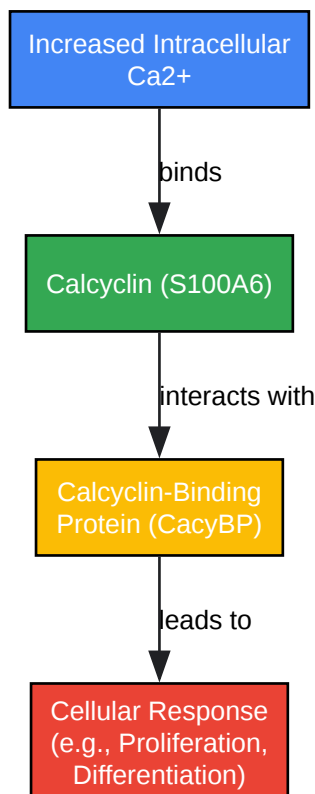 Increased Intracellular
Ca2+
binds
Calcyclin (S100A6)
interacts with
Calcyclin-Binding
Protein (CacyBP)
leads to
Cellular Response
(e.g., Proliferation,
Differentiation)